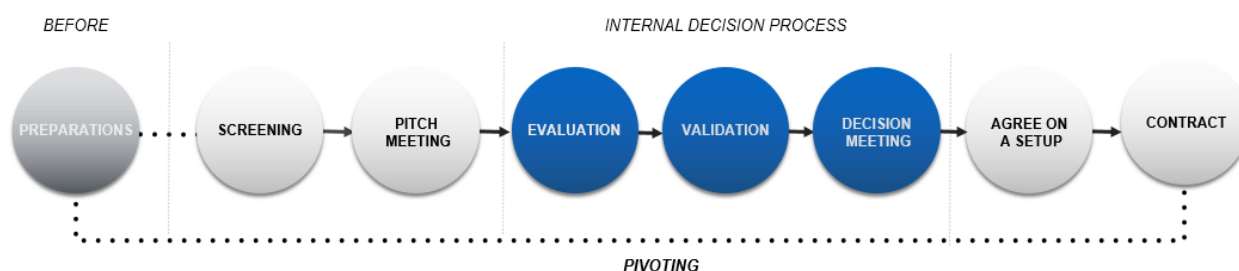 BEFORE
INTERNAL DECISION PROCESS
PREPARATIONS
SCREENING
PITCH
MEETING
EVALUATION
VALIDATION
DECISION
MEETING
AGREE ON
A SETUP
CONTRACT
PIVOTING